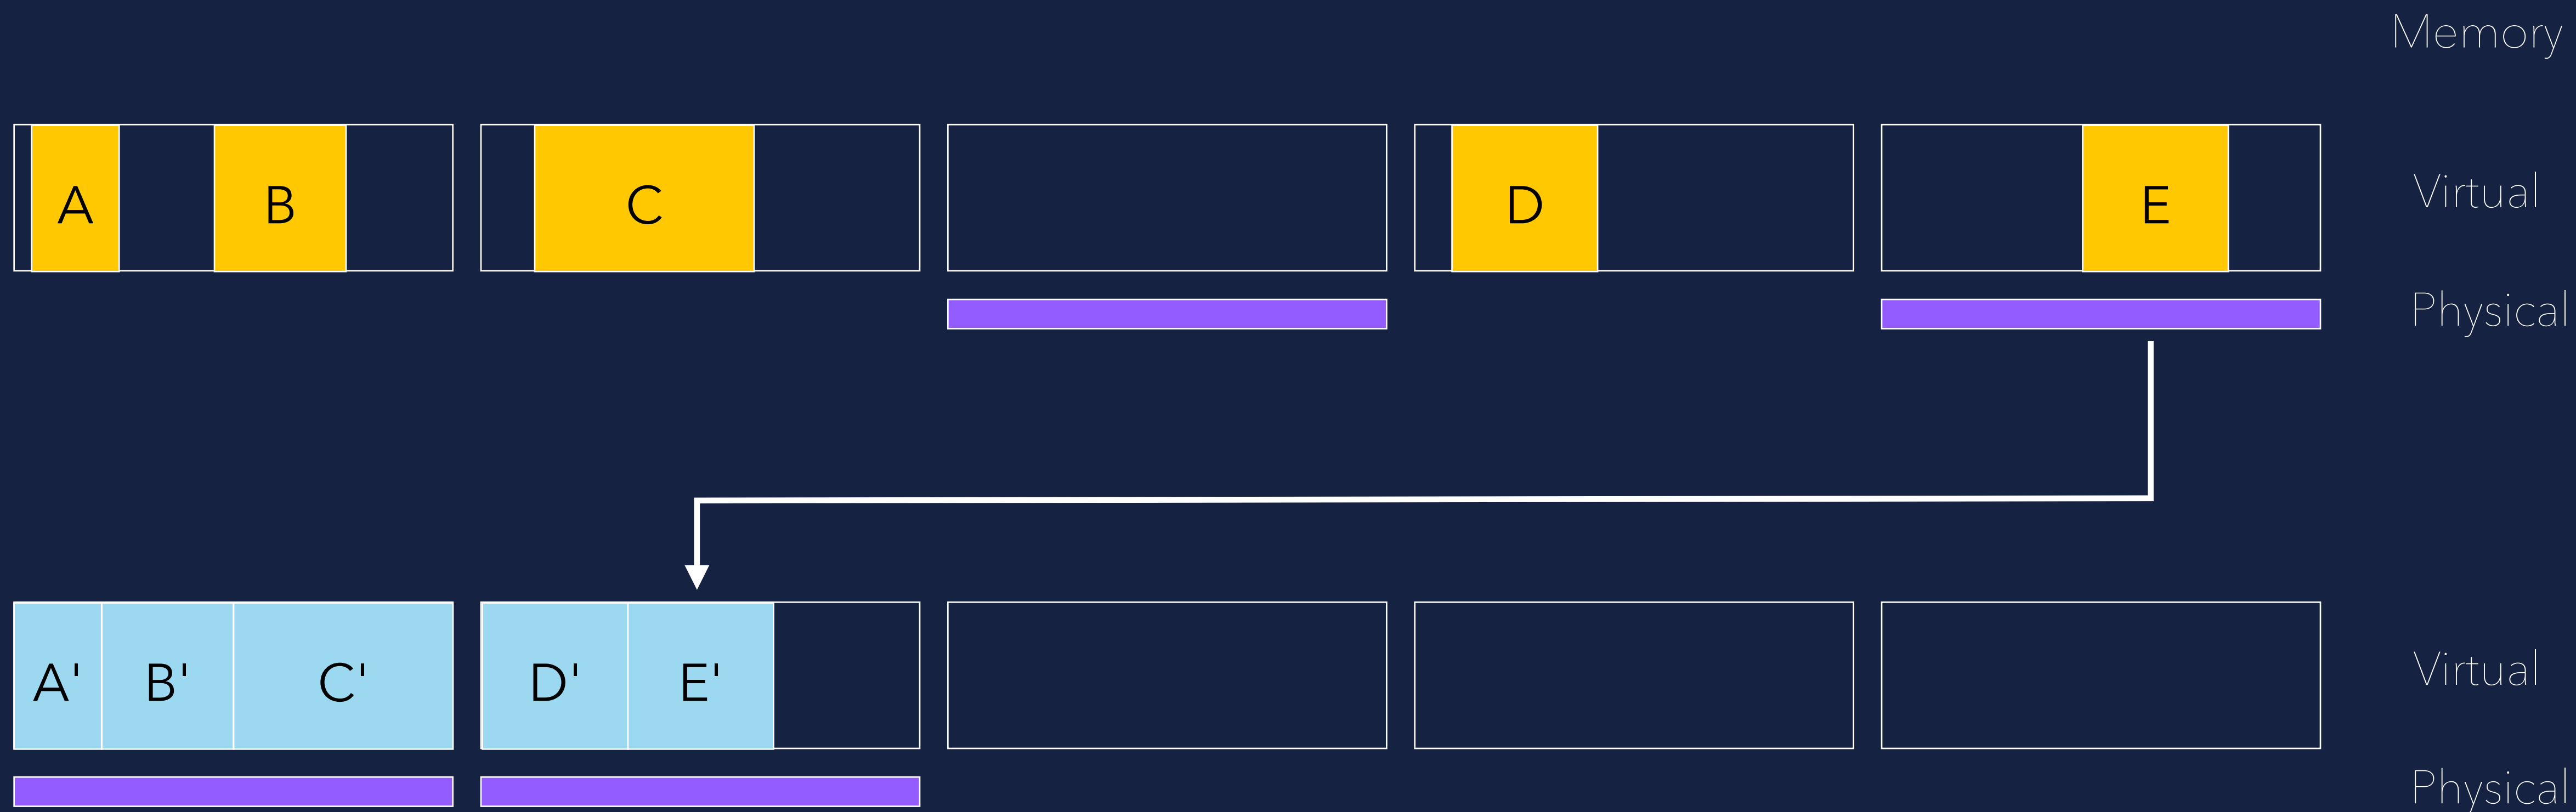 Memory
A
B
C
D
E
Virtual
Physical
A'
B'
C'
D'
E'
Virtual
Physical